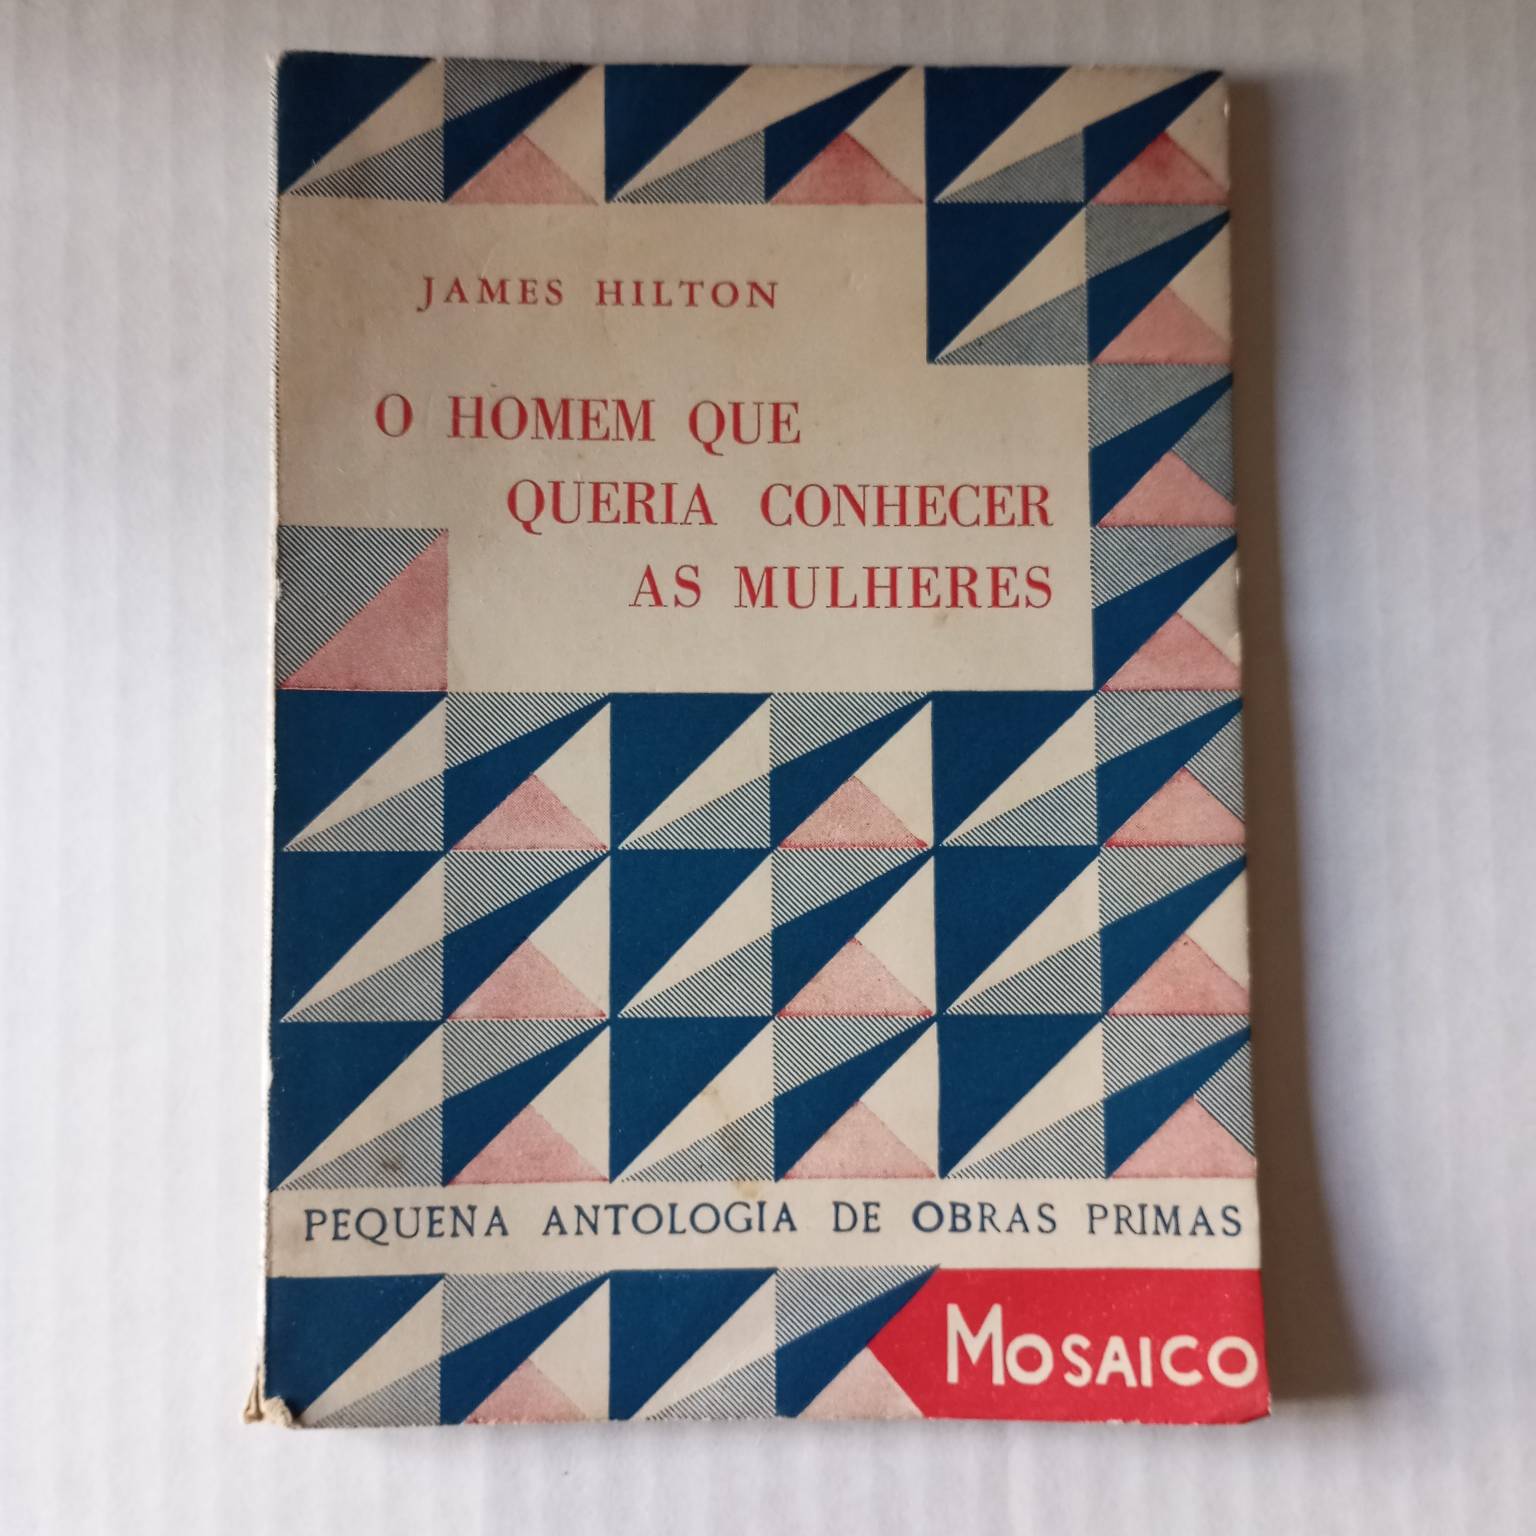 JAMES HILTON
O HOMEM QUE
QUERIA CONHECER
AS MULHERES
PEQUENA ANTOLOGIA DE OBRAS PRIMAS
MOSAICO